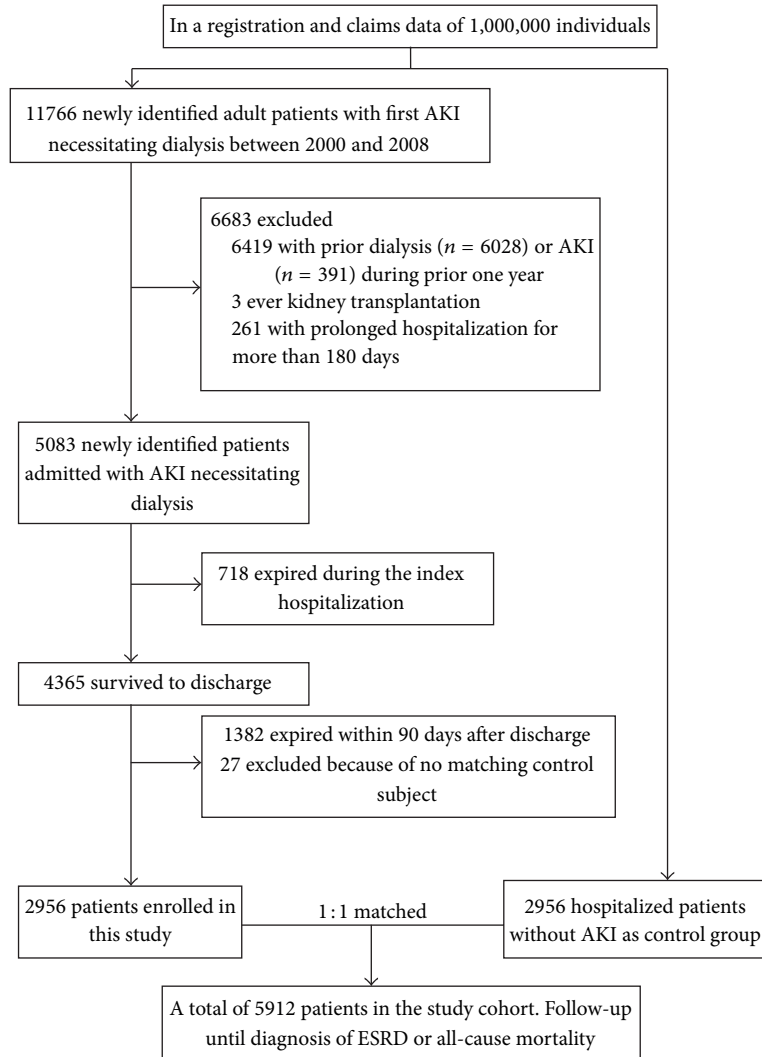 In a registration and claims data of 1,000,000 individuals
11766 newly identified adult patients with first AKI
necessitating dialysis between 2000 and 2008
6683 excluded
6419 with prior dialysis (n = 6028) or AKI
(n = 391) during prior one year
3 ever kidney transplantation
261 with prolonged hospitalization for
more than 180 days
5083 newly identified patients
admitted with AKI necessitating
dialysis
718 expired during the index
hospitalization
4365 survived to discharge
1382 expired within 90 days after discharge
27 excluded because of no matching control
subject
2956 patients enrolled in
this study
1 : 1 matched
2956 hospitalized patients
without AKI as control group
A total of 5912 patients in the study cohort. Follow-up
until diagnosis of ESRD or all-cause mortality